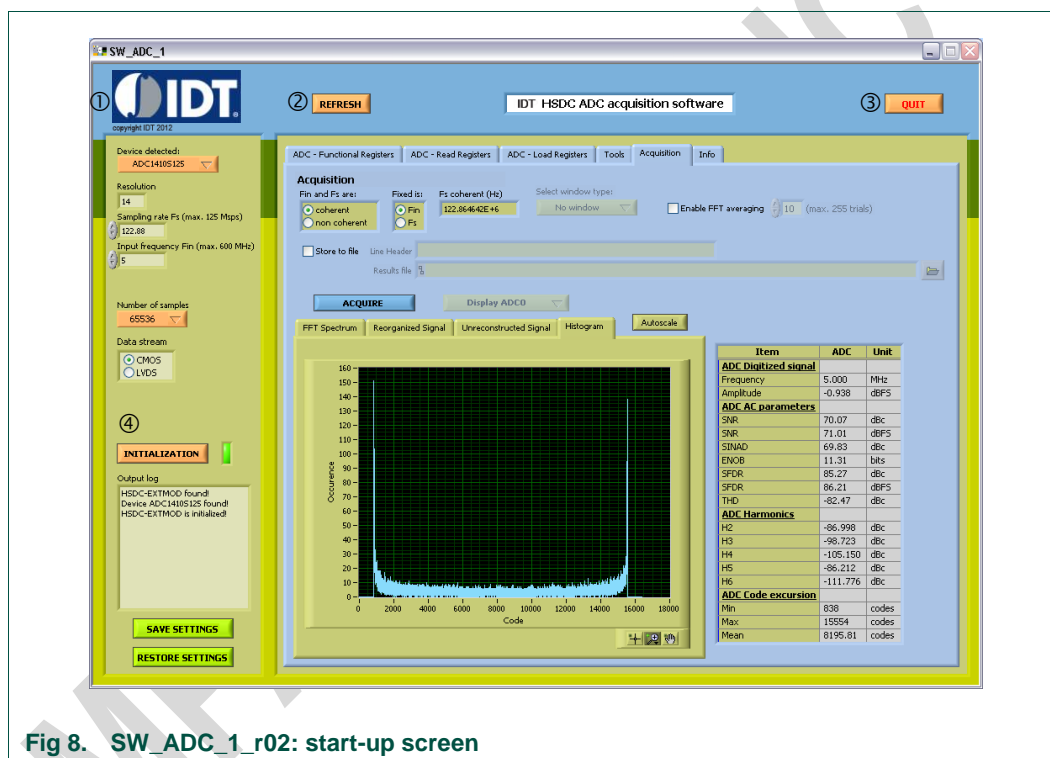 SW_ADC_1
①
IDT.
copyright IDT 2012
② REFRESH
IDT HSDC ADC acquisition software
③ QUIT
Device detected:
ADC1410S125
Resolution
14
Sampling rate Fs (max. 125 Msps)
122.88
Input frequency Fin (max. 600 MHz)
5
Number of samples
65536
Data stream
CMOS
LVDS
④
INITIALIZATION
Output log
HSDC-EXTMOD found!
Device ADC1410S125 found!
HSDC-EXTMOD is initialized!
SAVE SETTINGS
RESTORE SETTINGS
ADC - Functional Registers ADC - Read Registers ADC - Load Registers Tools Acquisition Info
Acquisition
Fin and Fs are: Fixed is: Fs coherent (Hz) Select window type:
coherent Fin 122.864642E+6 No window Enable FFT averaging 10 (max. 255 trials)
non coherent Fs
Store to file Line Header
Results file
ACQUIRE Display ADC0
FFT Spectrum Reorganized Signal Unreconstructed Signal Histogram Autoscale
160
150
140
130
120
110
100
90
80
70
60
50
40
30
20
10
0
Occurence
0 2000 4000 6000 8000 10000 12000 14000 16000 18000
Code
Item ADC Unit
ADC Digitized signal
Frequency 5.000 MHz
Amplitude -0.938 dBFS
ADC AC parameters
SNR 70.07 dBc
SNR 71.01 dBFS
SINAD 69.83 dBc
ENOB 11.31 bits
SFDR 85.27 dBc
SFDR 86.21 dBFS
THD -82.47 dBc
ADC Harmonics
H2 -86.998 dBc
H3 -98.723 dBc
H4 -105.150 dBc
H5 -86.212 dBc
H6 -111.776 dBc
ADC Code excursion
Min 838 codes
Max 15554 codes
Mean 8195.81 codes
Fig 8. SW_ADC_1_r02: start-up screen